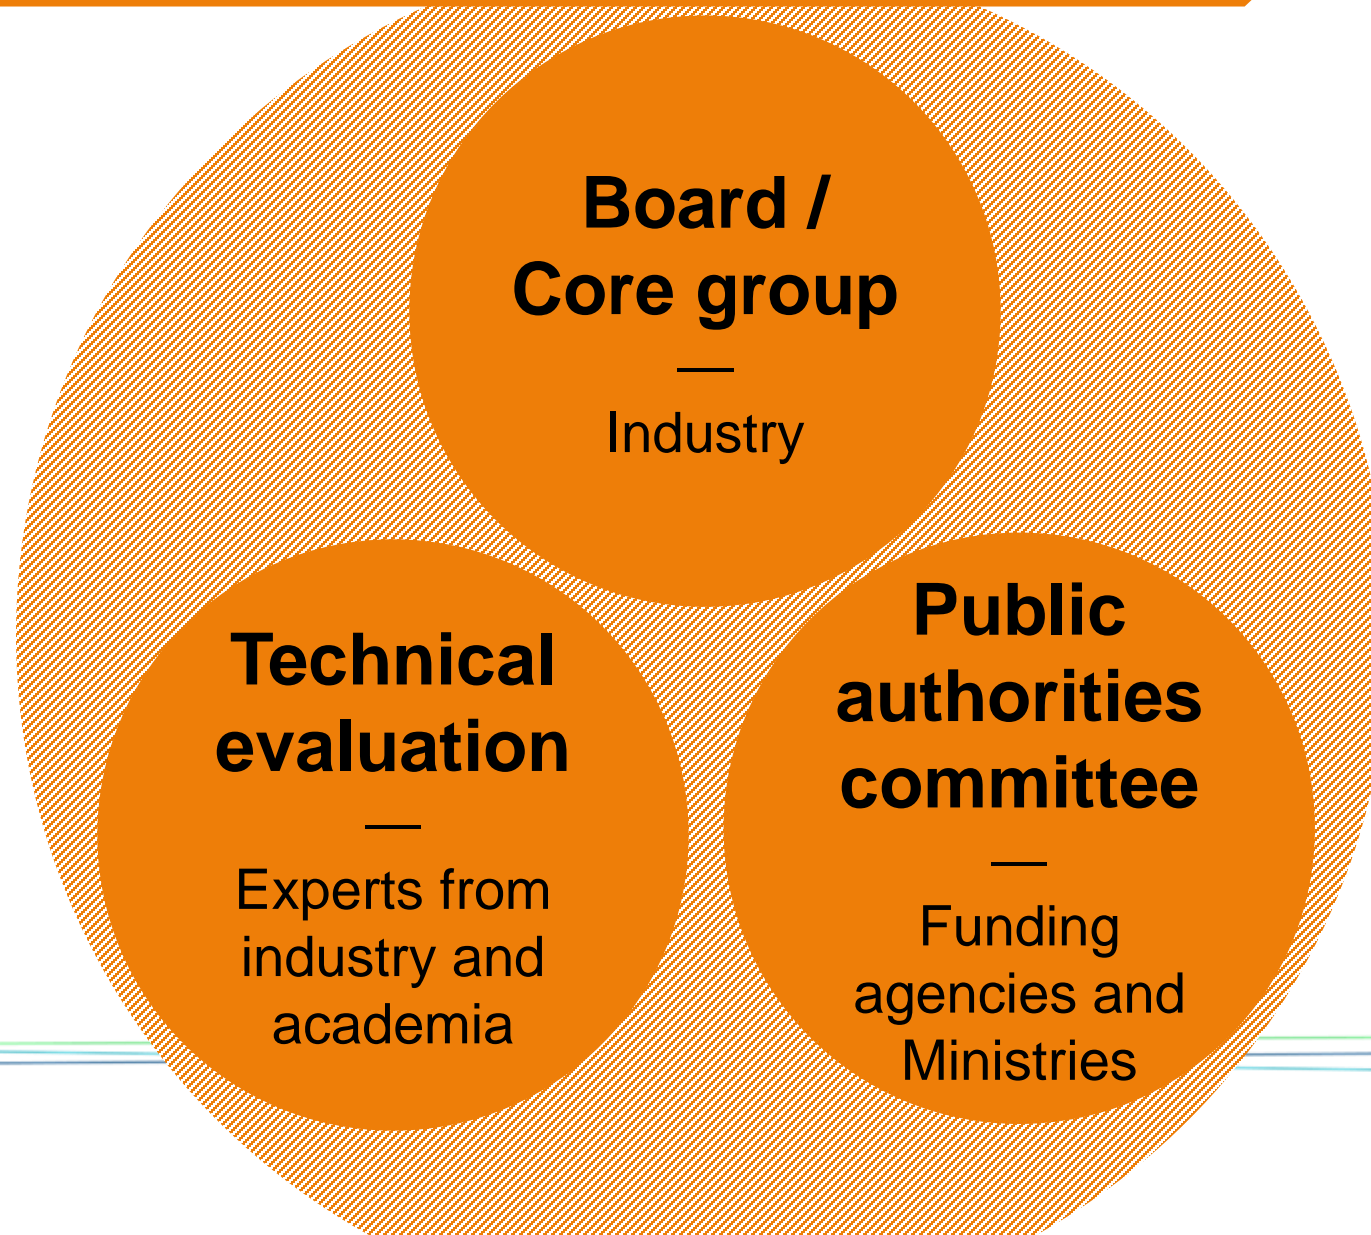 Board /
Core group
Industry
Technical
evaluation
Experts from
industry and
academia
Public
authorities
committee
Funding
agencies and
Ministries